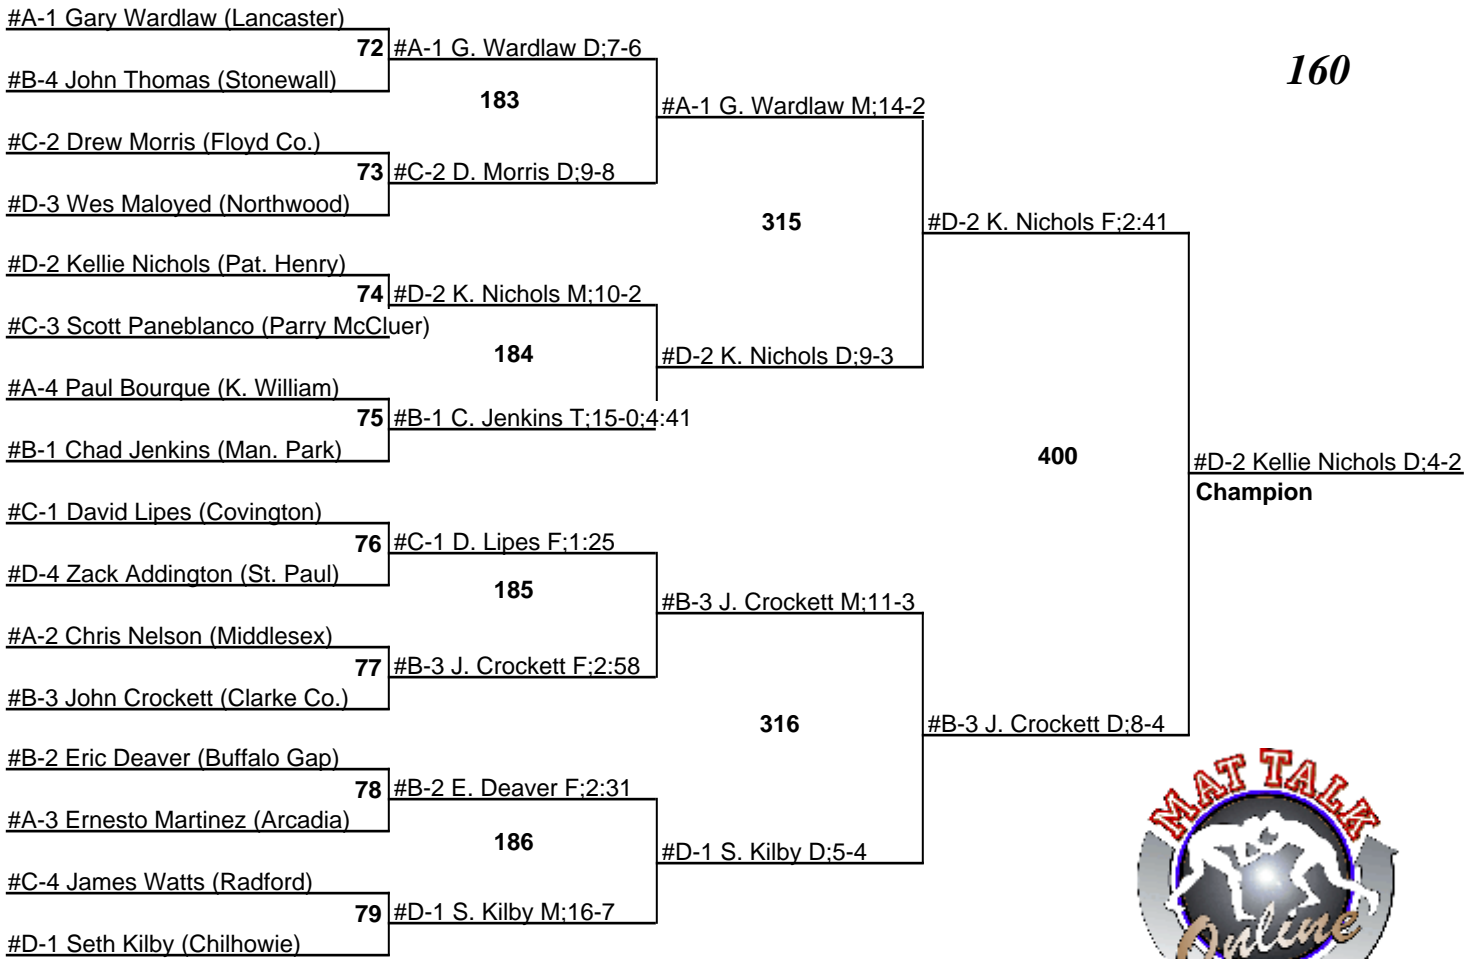 #A-1 Gary Wardlaw (Lancaster)
72 #A-1 G. Wardlaw D;7-6
#B-4 John Thomas (Stonewall)
160
183
#A-1 G. Wardlaw M;14-2
#C-2 Drew Morris (Floyd Co.)
73 #C-2 D. Morris D;9-8
#D-3 Wes Maloyed (Northwood)
315
#D-2 K. Nichols F;2:41
#D-2 Kellie Nichols (Pat. Henry)
74 #D-2 K. Nichols M;10-2
#C-3 Scott Paneblanco (Parry McCluer)
184
#D-2 K. Nichols D;9-3
#A-4 Paul Bourque (K. William)
75 #B-1 C. Jenkins T;15-0;4:41
#B-1 Chad Jenkins (Man. Park)
400
#D-2 Kellie Nichols D;4-2
Champion
#C-1 David Lipes (Covington)
76 #C-1 D. Lipes F;1:25
#D-4 Zack Addington (St. Paul)
185
#B-3 J. Crockett M;11-3
#A-2 Chris Nelson (Middlesex)
77 #B-3 J. Crockett F;2:58
#B-3 John Crockett (Clarke Co.)
316
#B-3 J. Crockett D;8-4
#B-2 Eric Deaver (Buffalo Gap)
78 #B-2 E. Deaver F;2:31
#A-3 Ernesto Martinez (Arcadia)
186
#D-1 S. Kilby D;5-4
#C-4 James Watts (Radford)
79 #D-1 S. Kilby M;16-7
#D-1 Seth Kilby (Chilhowie)
MAT TALK
Online